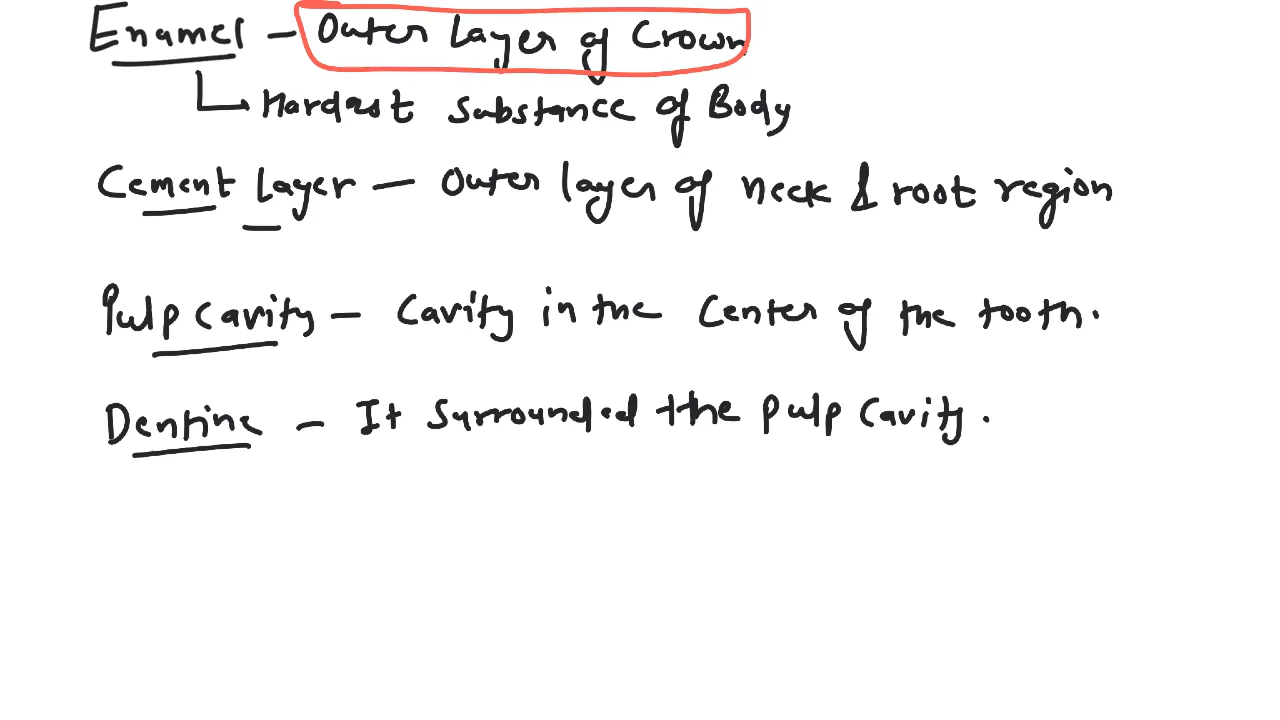 Enamel - Outer Layer of Crown
Hardest Substance of Body
Cement Layer - Outer layer of neck & root region
Pulp cavity - Cavity in the Center of the tooth.
Dentine - It surrounded the Pulp cavity.